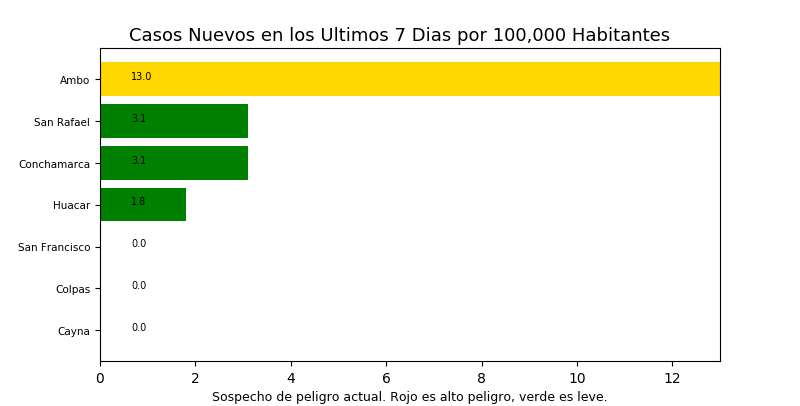 Casos Nuevos en los Ultimos 7 Dias por 100,000 Habitantes
Ambo 13.0
San Rafael 3.1
Conchamarca 3.1
Huacar 1.8
San Francisco 0.0
Colpas 0.0
Cayna 0.0
0 2 4 6 8 10 12
Sospecho de peligro actual. Rojo es alto peligro, verde es leve.